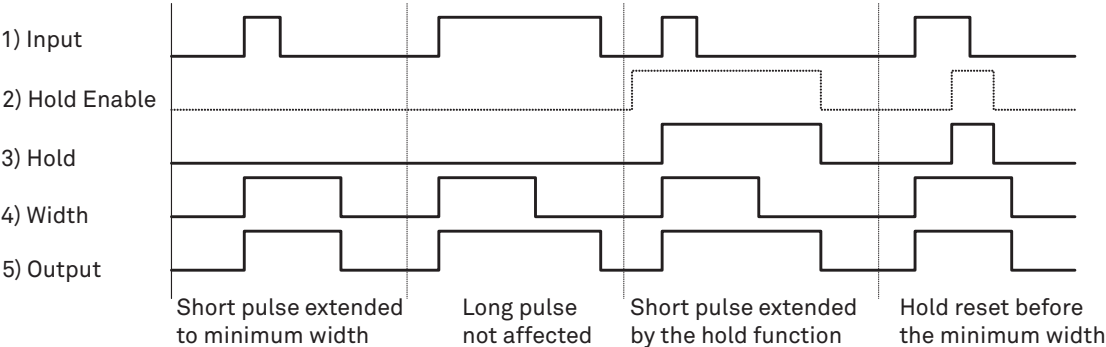 1) Input
2) Hold Enable
3) Hold
4) Width
5) Output
Short pulse extended
to minimum width
Long pulse
not affected
Short pulse extended
by the hold function
Hold reset before
the minimum width